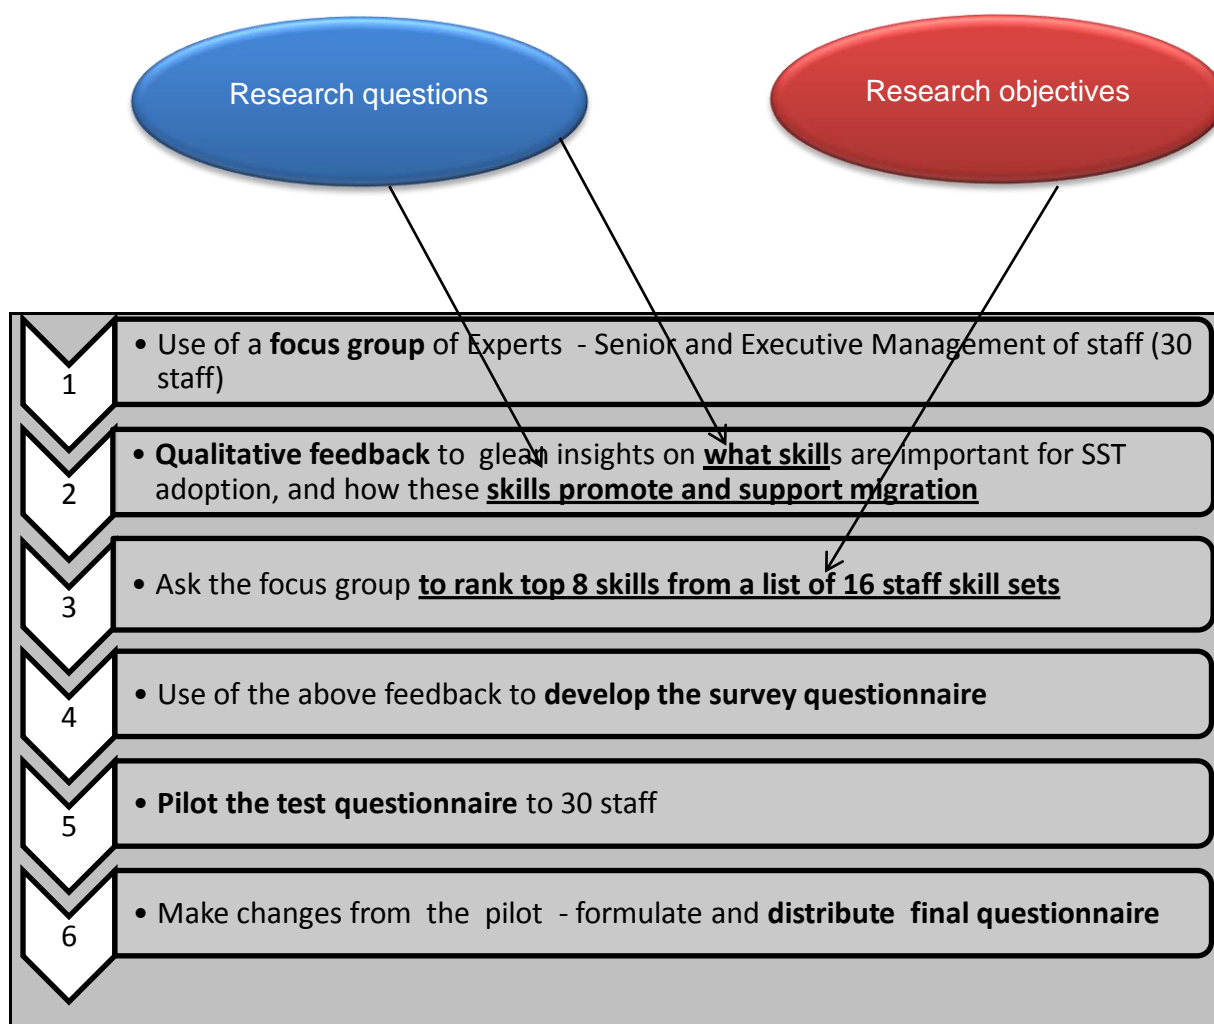 Research questions
Research objectives
1
• Use of a focus group of Experts - Senior and Executive Management of staff (30
staff)
2
• Qualitative feedback to glean insights on what skills are important for SST
adoption, and how these skills promote and support migration
3
• Ask the focus group to rank top 8 skills from a list of 16 staff skill sets
4
• Use of the above feedback to develop the survey questionnaire
5
• Pilot the test questionnaire to 30 staff
6
• Make changes from the pilot - formulate and distribute final questionnaire